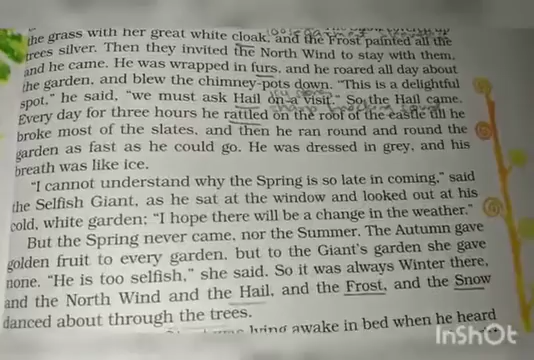 the grass with her great white cloak, and the Frost painted all the
trees silver. Then they invited the North Wind to stay with them,
and he came. He was wrapped in furs, and he roared all day about
the garden, and blew the chimney-pots down. "This is a delightful
spot," he said, "we must ask Hail on a visit." So the Hail came.
Every day for three hours he rattled on the roof of the castle till he
broke most of the slates, and then he ran round and round the
garden as fast as he could go. He was dressed in grey, and his
breath was like ice.
"I cannot understand why the Spring is so late in coming," said
the Selfish Giant, as he sat at the window and looked out at his
cold, white garden; "I hope there will be a change in the weather."
But the Spring never came, nor the Summer. The Autumn gave
golden fruit to every garden, but to the Giant's garden she gave
none. "He is too selfish," she said. So it was always Winter there,
and the North Wind and the Hail, and the Frost, and the Snow
danced about through the trees.
lying awake in bed when he heard
InShOt